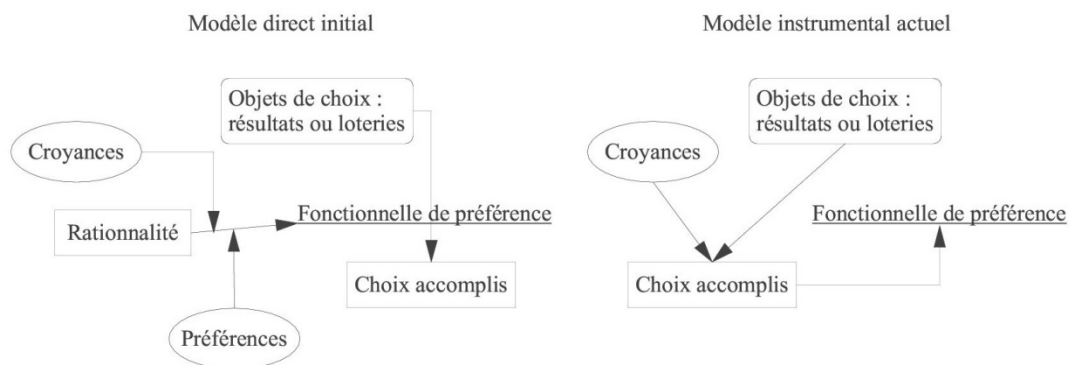 Modèle direct initial
Objets de choix :
résultats ou loteries
Croyances
Fonctionnelle de préférence
Rationnalité
Choix accomplis
Préférences
Modèle instrumental actuel
Objets de choix :
résultats ou loteries
Croyances
Fonctionnelle de préférence
Choix accomplis